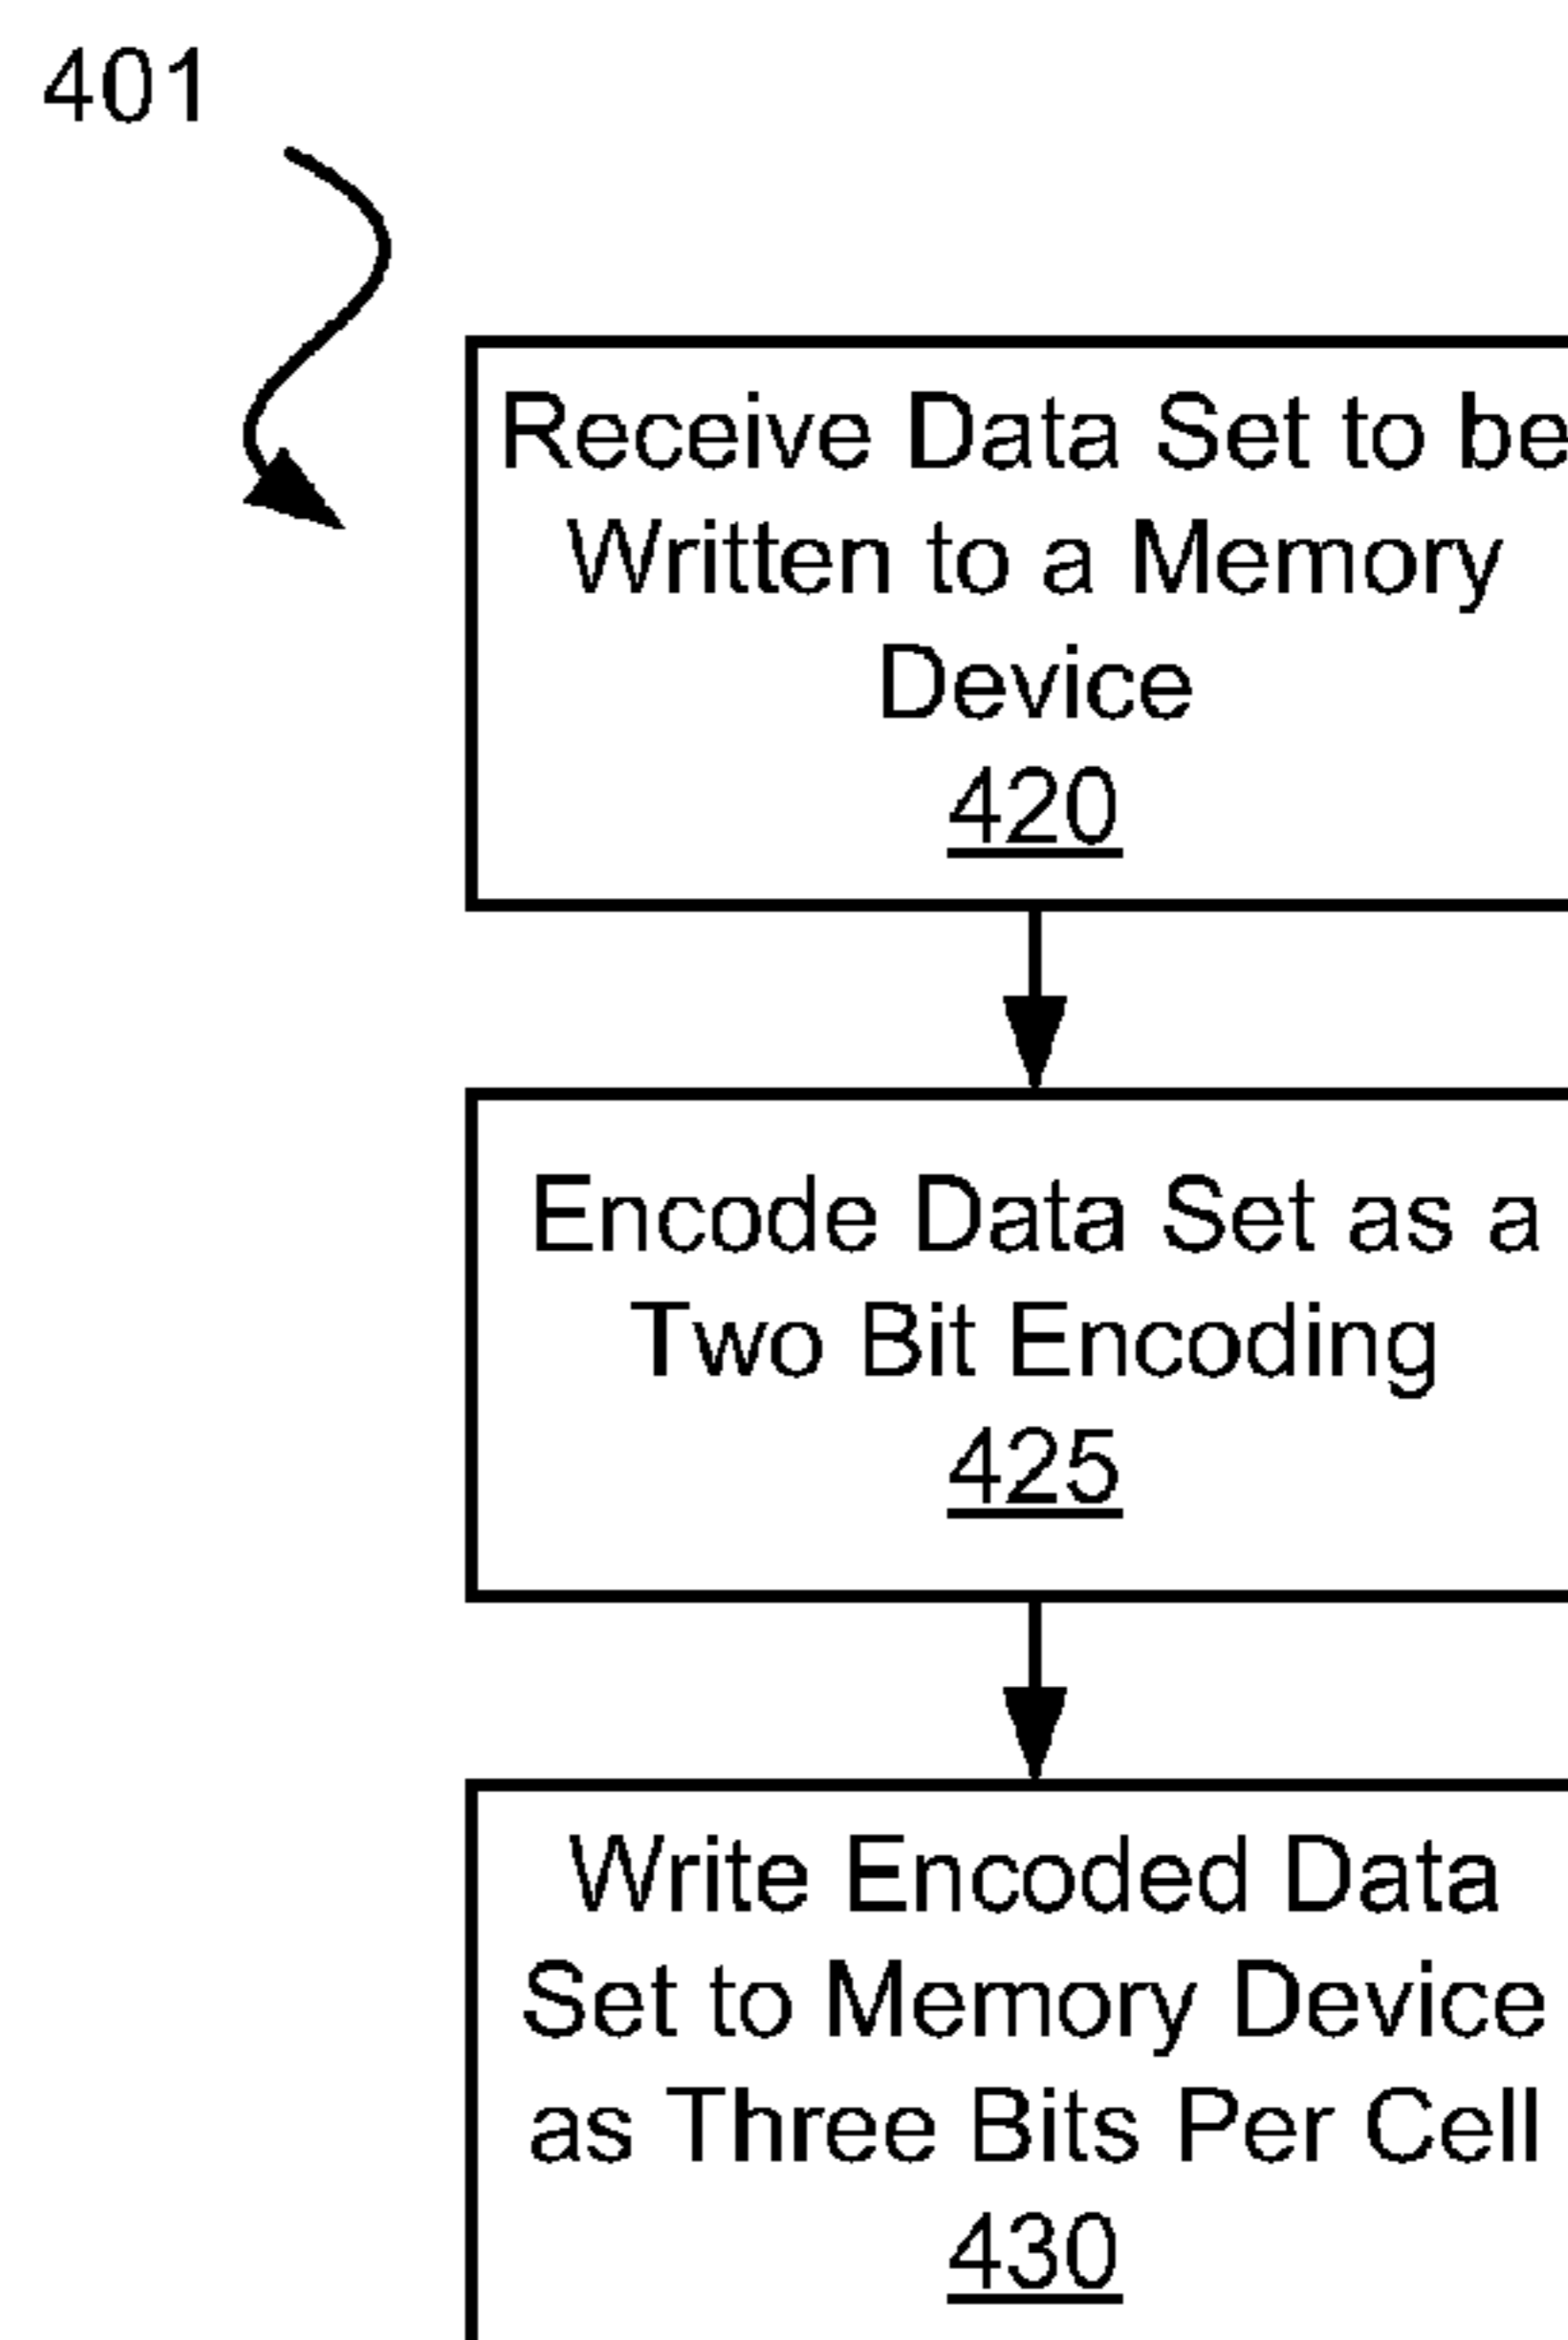 401
Receive Data Set to be
Written to a Memory
Device
420
Encode Data Set as a
Two Bit Encoding
425
Write Encoded Data
Set to Memory Device
as Three Bits Per Cell
430